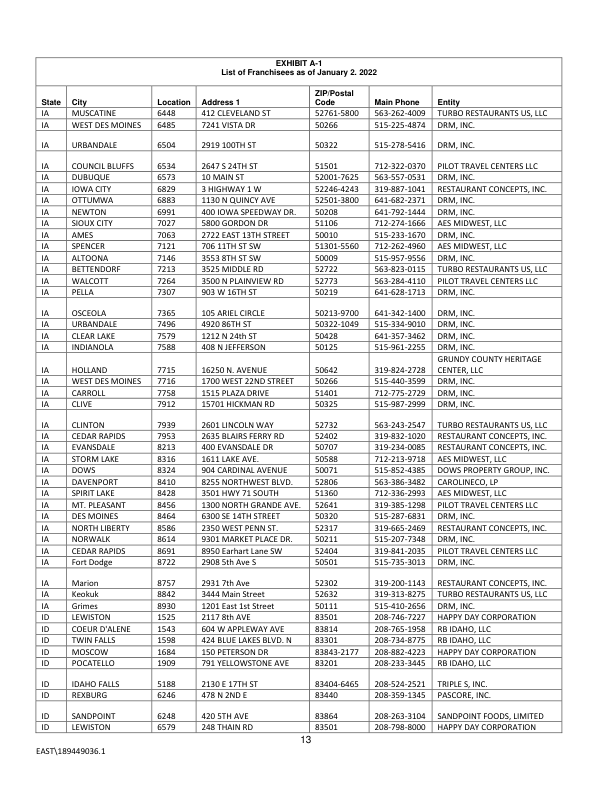 EXHIBIT A-1
List of Franchisees as of January 2. 2022
State City Location Address 1 ZIP/Postal Code Main Phone Entity
IA MUSCATINE 6448 412 CLEVELAND ST 52761-5800 563-262-4009 TURBO RESTAURANTS US, LLC
IA WEST DES MOINES 6485 7241 VISTA DR 50266 515-225-4874 DRM, INC.
IA URBANDALE 6504 2919 100TH ST 50322 515-278-5416 DRM, INC.
IA COUNCIL BLUFFS 6534 2647 S 24TH ST 51501 712-322-0370 PILOT TRAVEL CENTERS LLC
IA DUBUQUE 6573 10 MAIN ST 52001-7625 563-557-0531 DRM, INC.
IA IOWA CITY 6829 3 HIGHWAY 1 W 52246-4243 319-887-1041 RESTAURANT CONCEPTS, INC.
IA OTTUMWA 6883 1130 N QUINCY AVE 52501-3800 641-682-2371 DRM, INC.
IA NEWTON 6991 400 IOWA SPEEDWAY DR. 50208 641-792-1444 DRM, INC.
IA SIOUX CITY 7027 5800 GORDON DR 51106 712-274-1666 AES MIDWEST, LLC
IA AMES 7063 2722 EAST 13TH STREET 50010 515-233-1670 DRM, INC.
IA SPENCER 7121 706 11TH ST SW 51301-5560 712-262-4960 AES MIDWEST, LLC
IA ALTOONA 7146 3553 8TH ST SW 50009 515-957-9556 DRM, INC.
IA BETTENDORF 7213 3525 MIDDLE RD 52722 563-823-0115 TURBO RESTAURANTS US, LLC
IA WALCOTT 7264 3500 N PLAINVIEW RD 52773 563-284-4110 PILOT TRAVEL CENTERS LLC
IA PELLA 7307 903 W 16TH ST 50219 641-628-1713 DRM, INC.
IA OSCEOLA 7365 105 ARIEL CIRCLE 50213-9700 641-342-1400 DRM, INC.
IA URBANDALE 7496 4920 86TH ST 50322-1049 515-334-9010 DRM, INC.
IA CLEAR LAKE 7579 1212 N 24th ST 50428 641-357-3462 DRM, INC.
IA INDIANOLA 7588 408 N JEFFERSON 50125 515-961-2255 DRM, INC.
IA HOLLAND 7715 16250 N. AVENUE 50642 319-824-2728 GRUNDY COUNTY HERITAGE CENTER, LLC
IA WEST DES MOINES 7716 1700 WEST 22ND STREET 50266 515-440-3599 DRM, INC.
IA CARROLL 7758 1515 PLAZA DRIVE 51401 712-775-2729 DRM, INC.
IA CLIVE 7912 15701 HICKMAN RD 50325 515-987-2999 DRM, INC.
IA CLINTON 7939 2601 LINCOLN WAY 52732 563-243-2547 TURBO RESTAURANTS US, LLC
IA CEDAR RAPIDS 7953 2635 BLAIRS FERRY RD 52402 319-832-1020 RESTAURANT CONCEPTS, INC.
IA EVANSDALE 8213 400 EVANSDALE DR 50707 319-234-0085 RESTAURANT CONCEPTS, INC.
IA STORM LAKE 8316 1611 LAKE AVE. 50588 712-213-9718 AES MIDWEST, LLC
IA DOWS 8324 904 CARDINAL AVENUE 50071 515-852-4385 DOWS PROPERTY GROUP, INC.
IA DAVENPORT 8410 8255 NORTHWEST BLVD. 52806 563-386-3482 CAROLINECO, LP
IA SPIRIT LAKE 8428 3501 HWY 71 SOUTH 51360 712-336-2993 AES MIDWEST, LLC
IA MT. PLEASANT 8456 1300 NORTH GRANDE AVE. 52641 319-385-1298 PILOT TRAVEL CENTERS LLC
IA DES MOINES 8464 6300 SE 14TH STREET 50320 515-287-6831 DRM, INC.
IA NORTH LIBERTY 8586 2350 WEST PENN ST. 52317 319-665-2469 RESTAURANT CONCEPTS, INC.
IA NORWALK 8614 9301 MARKET PLACE DR. 50211 515-207-7348 DRM, INC.
IA CEDAR RAPIDS 8691 8950 Earhart Lane SW 52404 319-841-2035 PILOT TRAVEL CENTERS LLC
IA Fort Dodge 8722 2908 5th Ave S 50501 515-735-3013 DRM, INC.
IA Marion 8757 2931 7th Ave 52302 319-200-1143 RESTAURANT CONCEPTS, INC.
IA Keokuk 8842 3444 Main Street 52632 319-313-8275 TURBO RESTAURANTS US, LLC
IA Grimes 8930 1201 East 1st Street 50111 515-410-2656 DRM, INC.
ID LEWISTON 1525 2117 8th AVE 83501 208-746-7227 HAPPY DAY CORPORATION
ID COEUR D'ALENE 1543 604 W APPLEWAY AVE 83814 208-765-1958 RB IDAHO, LLC
ID TWIN FALLS 1598 424 BLUE LAKES BLVD. N 83301 208-734-8775 RB IDAHO, LLC
ID MOSCOW 1684 150 PETERSON DR 83843-2177 208-882-4223 HAPPY DAY CORPORATION
ID POCATELLO 1909 791 YELLOWSTONE AVE 83201 208-233-3445 RB IDAHO, LLC
ID IDAHO FALLS 5188 2130 E 17TH ST 83404-6465 208-524-2521 TRIPLE S, INC.
ID REXBURG 6246 478 N 2ND E 83440 208-359-1345 PASCORE, INC.
ID SANDPOINT 6248 420 5TH AVE 83864 208-263-3104 SANDPOINT FOODS, LIMITED
ID LEWISTON 6579 248 THAIN RD 83501 208-798-8000 HAPPY DAY CORPORATION
13
EAST\189449036.1